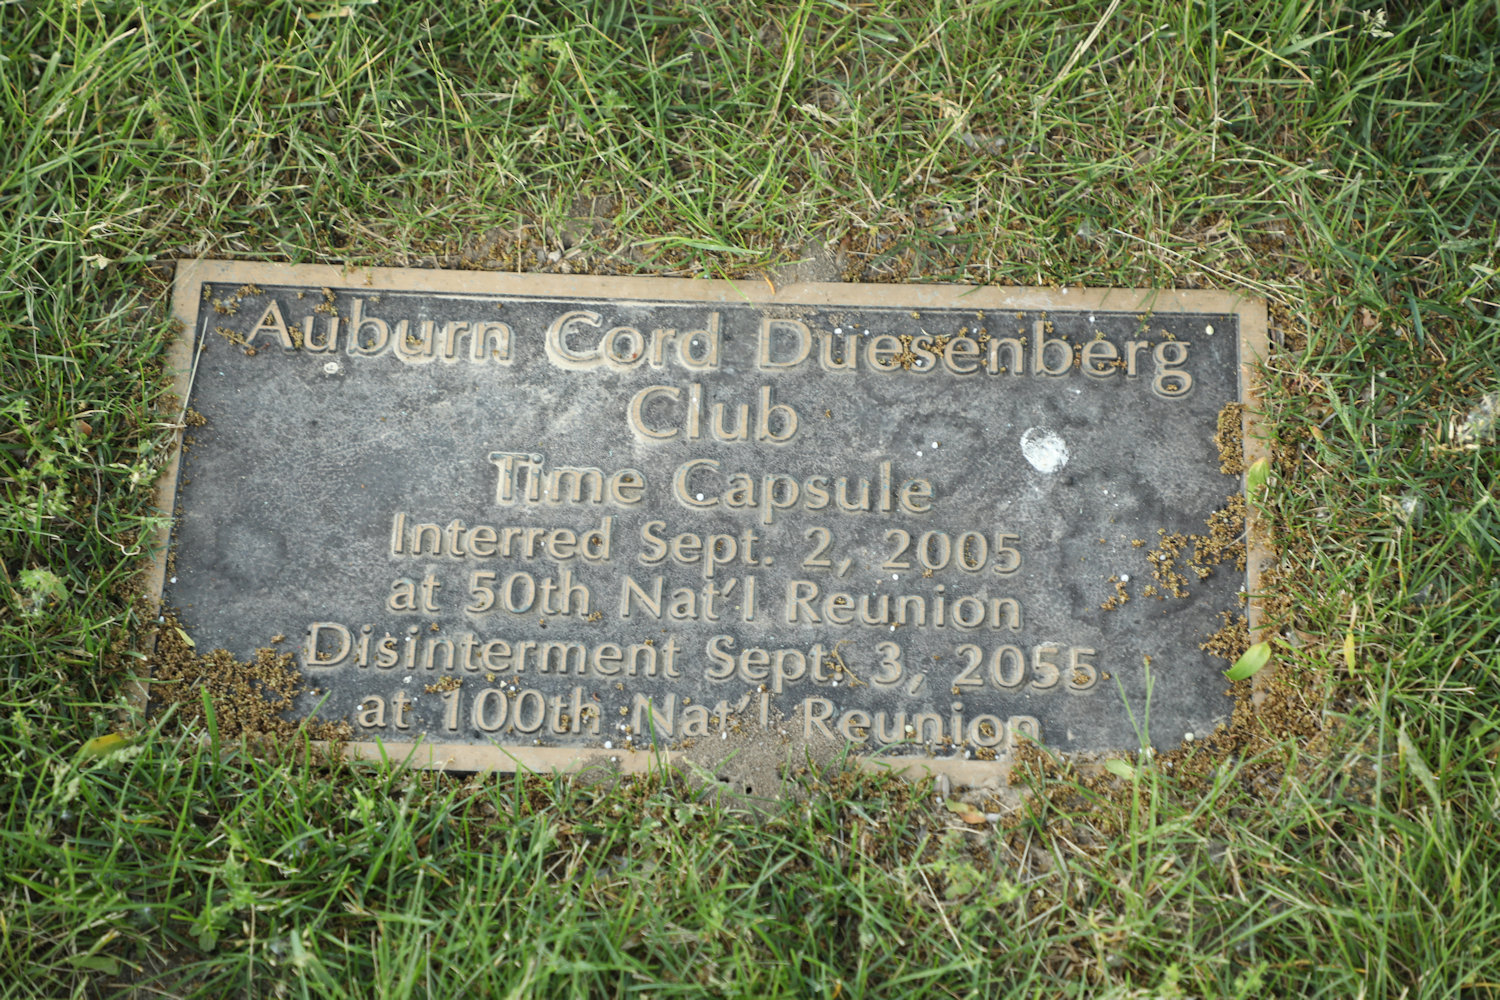 Auburn Cord Duesenberg
Club
Time Capsule
Interred Sept. 2, 2005
at 50th Nat'l Reunion
Disinterment Sept. 3, 2055
at 100th Nat'l Reunion